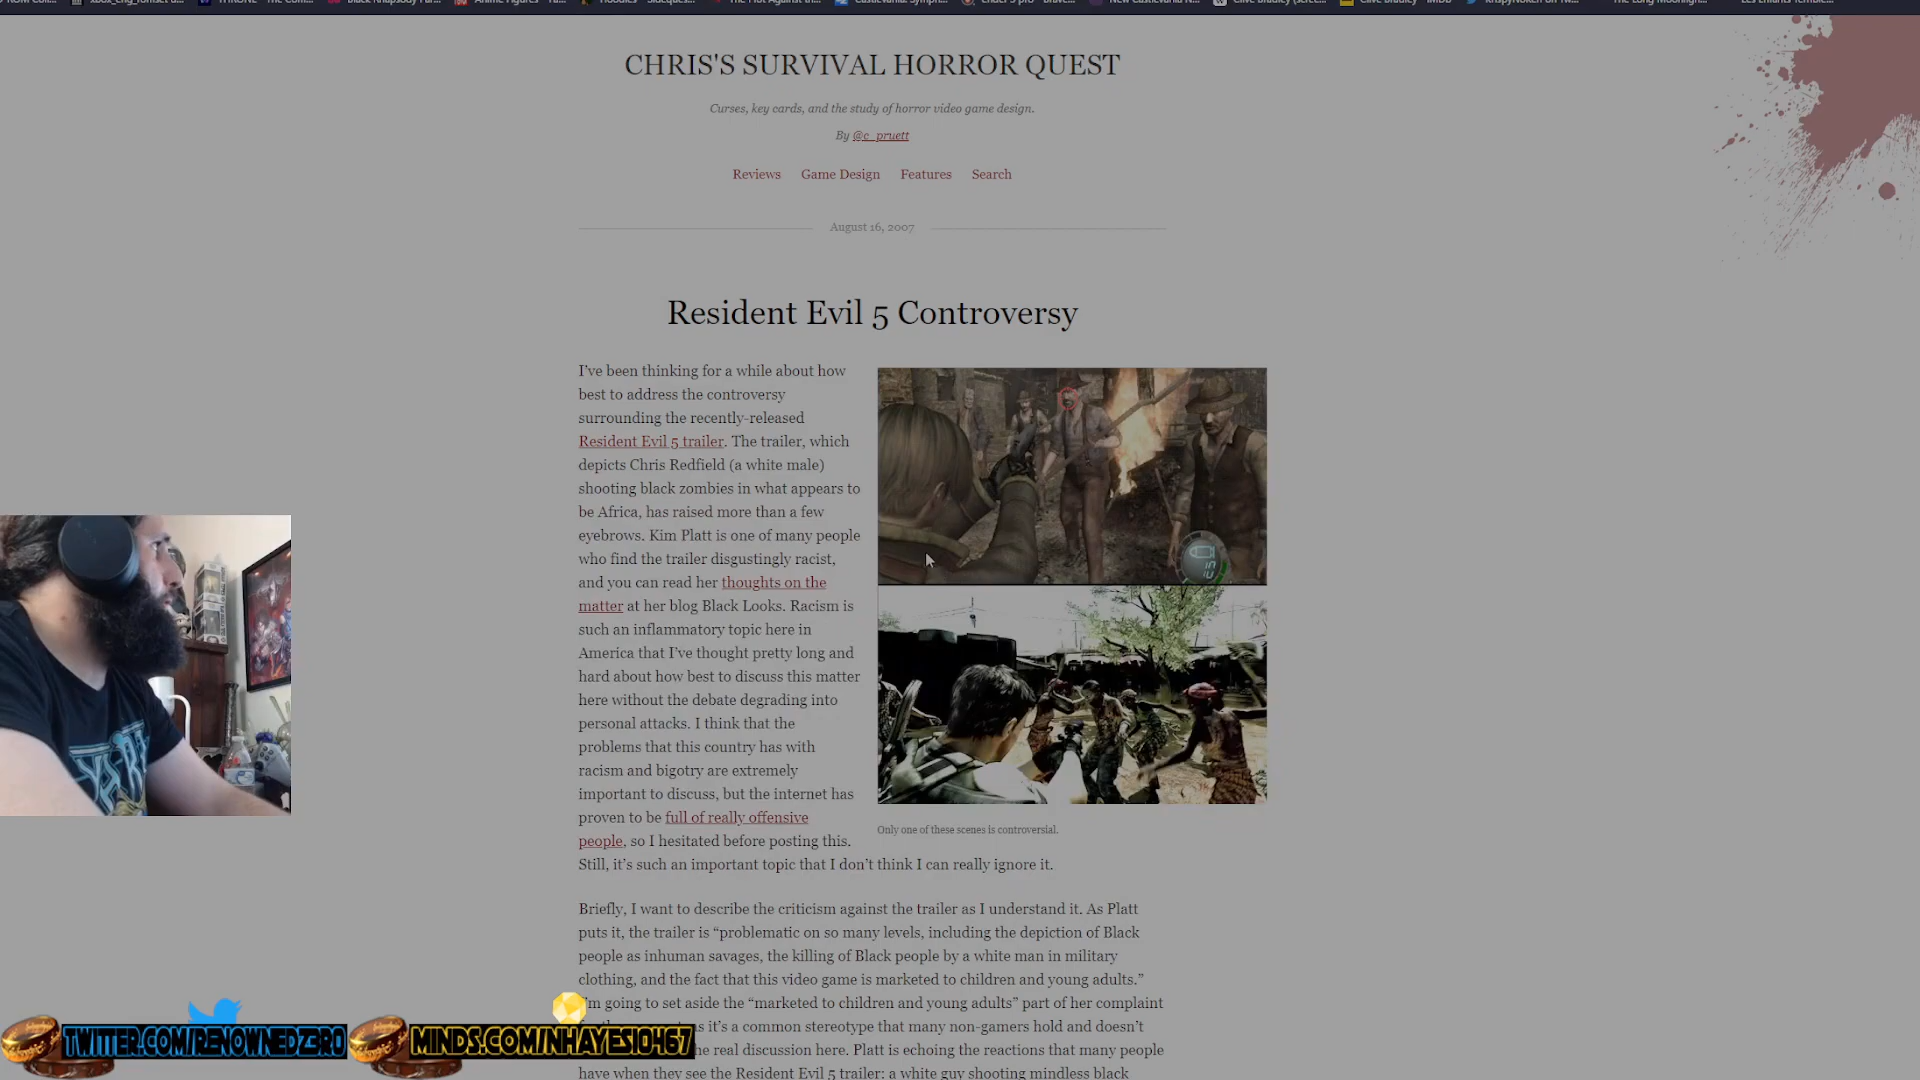 CHRIS'S SURVIVAL HORROR QUEST
Curses, key cards, and the study of horror video game design.
By @c_pruett
Reviews Game Design Features Search
August 16, 2007
Resident Evil 5 Controversy
I've been thinking for a while about how
best to address the controversy
surrounding the recently-released
Resident Evil 5 trailer. The trailer, which
depicts Chris Redfield (a white male)
shooting black zombies in what appears to
be Africa, has raised more than a few
eyebrows. Kim Platt is one of many people
who find the trailer disgustingly racist,
and you can read her thoughts on the
matter at her blog Black Looks. Racism is
such an inflammatory topic here in
America that I've thought pretty long and
hard about how best to discuss this matter
here without the debate degrading into
personal attacks. I think that the
problems that this country has with
racism and bigotry are extremely
important to discuss, but the internet has
proven to be full of really offensive
people, so I hesitated before posting this.
Still, it's such an important topic that I don't think I can really ignore it.
Only one of these scenes is controversial.
Briefly, I want to describe the criticism against the trailer as I understand it. As Platt
puts it, the trailer is “problematic on so many levels, including the depiction of Black
people as inhuman savages, the killing of Black people by a white man in military
clothing, and the fact that this video game is marketed to children and young adults.”
I'm going to set aside the “marketed to children and young adults” part of her complaint
as it's a common stereotype that many non-gamers hold and doesn't
he real discussion here. Platt is echoing the reactions that many people
have when they see the Resident Evil 5 trailer: a white guy shooting mindless black
TWITTER.COM/RENOWNEDZ3R0
MINDS.COM/NHAYES10467